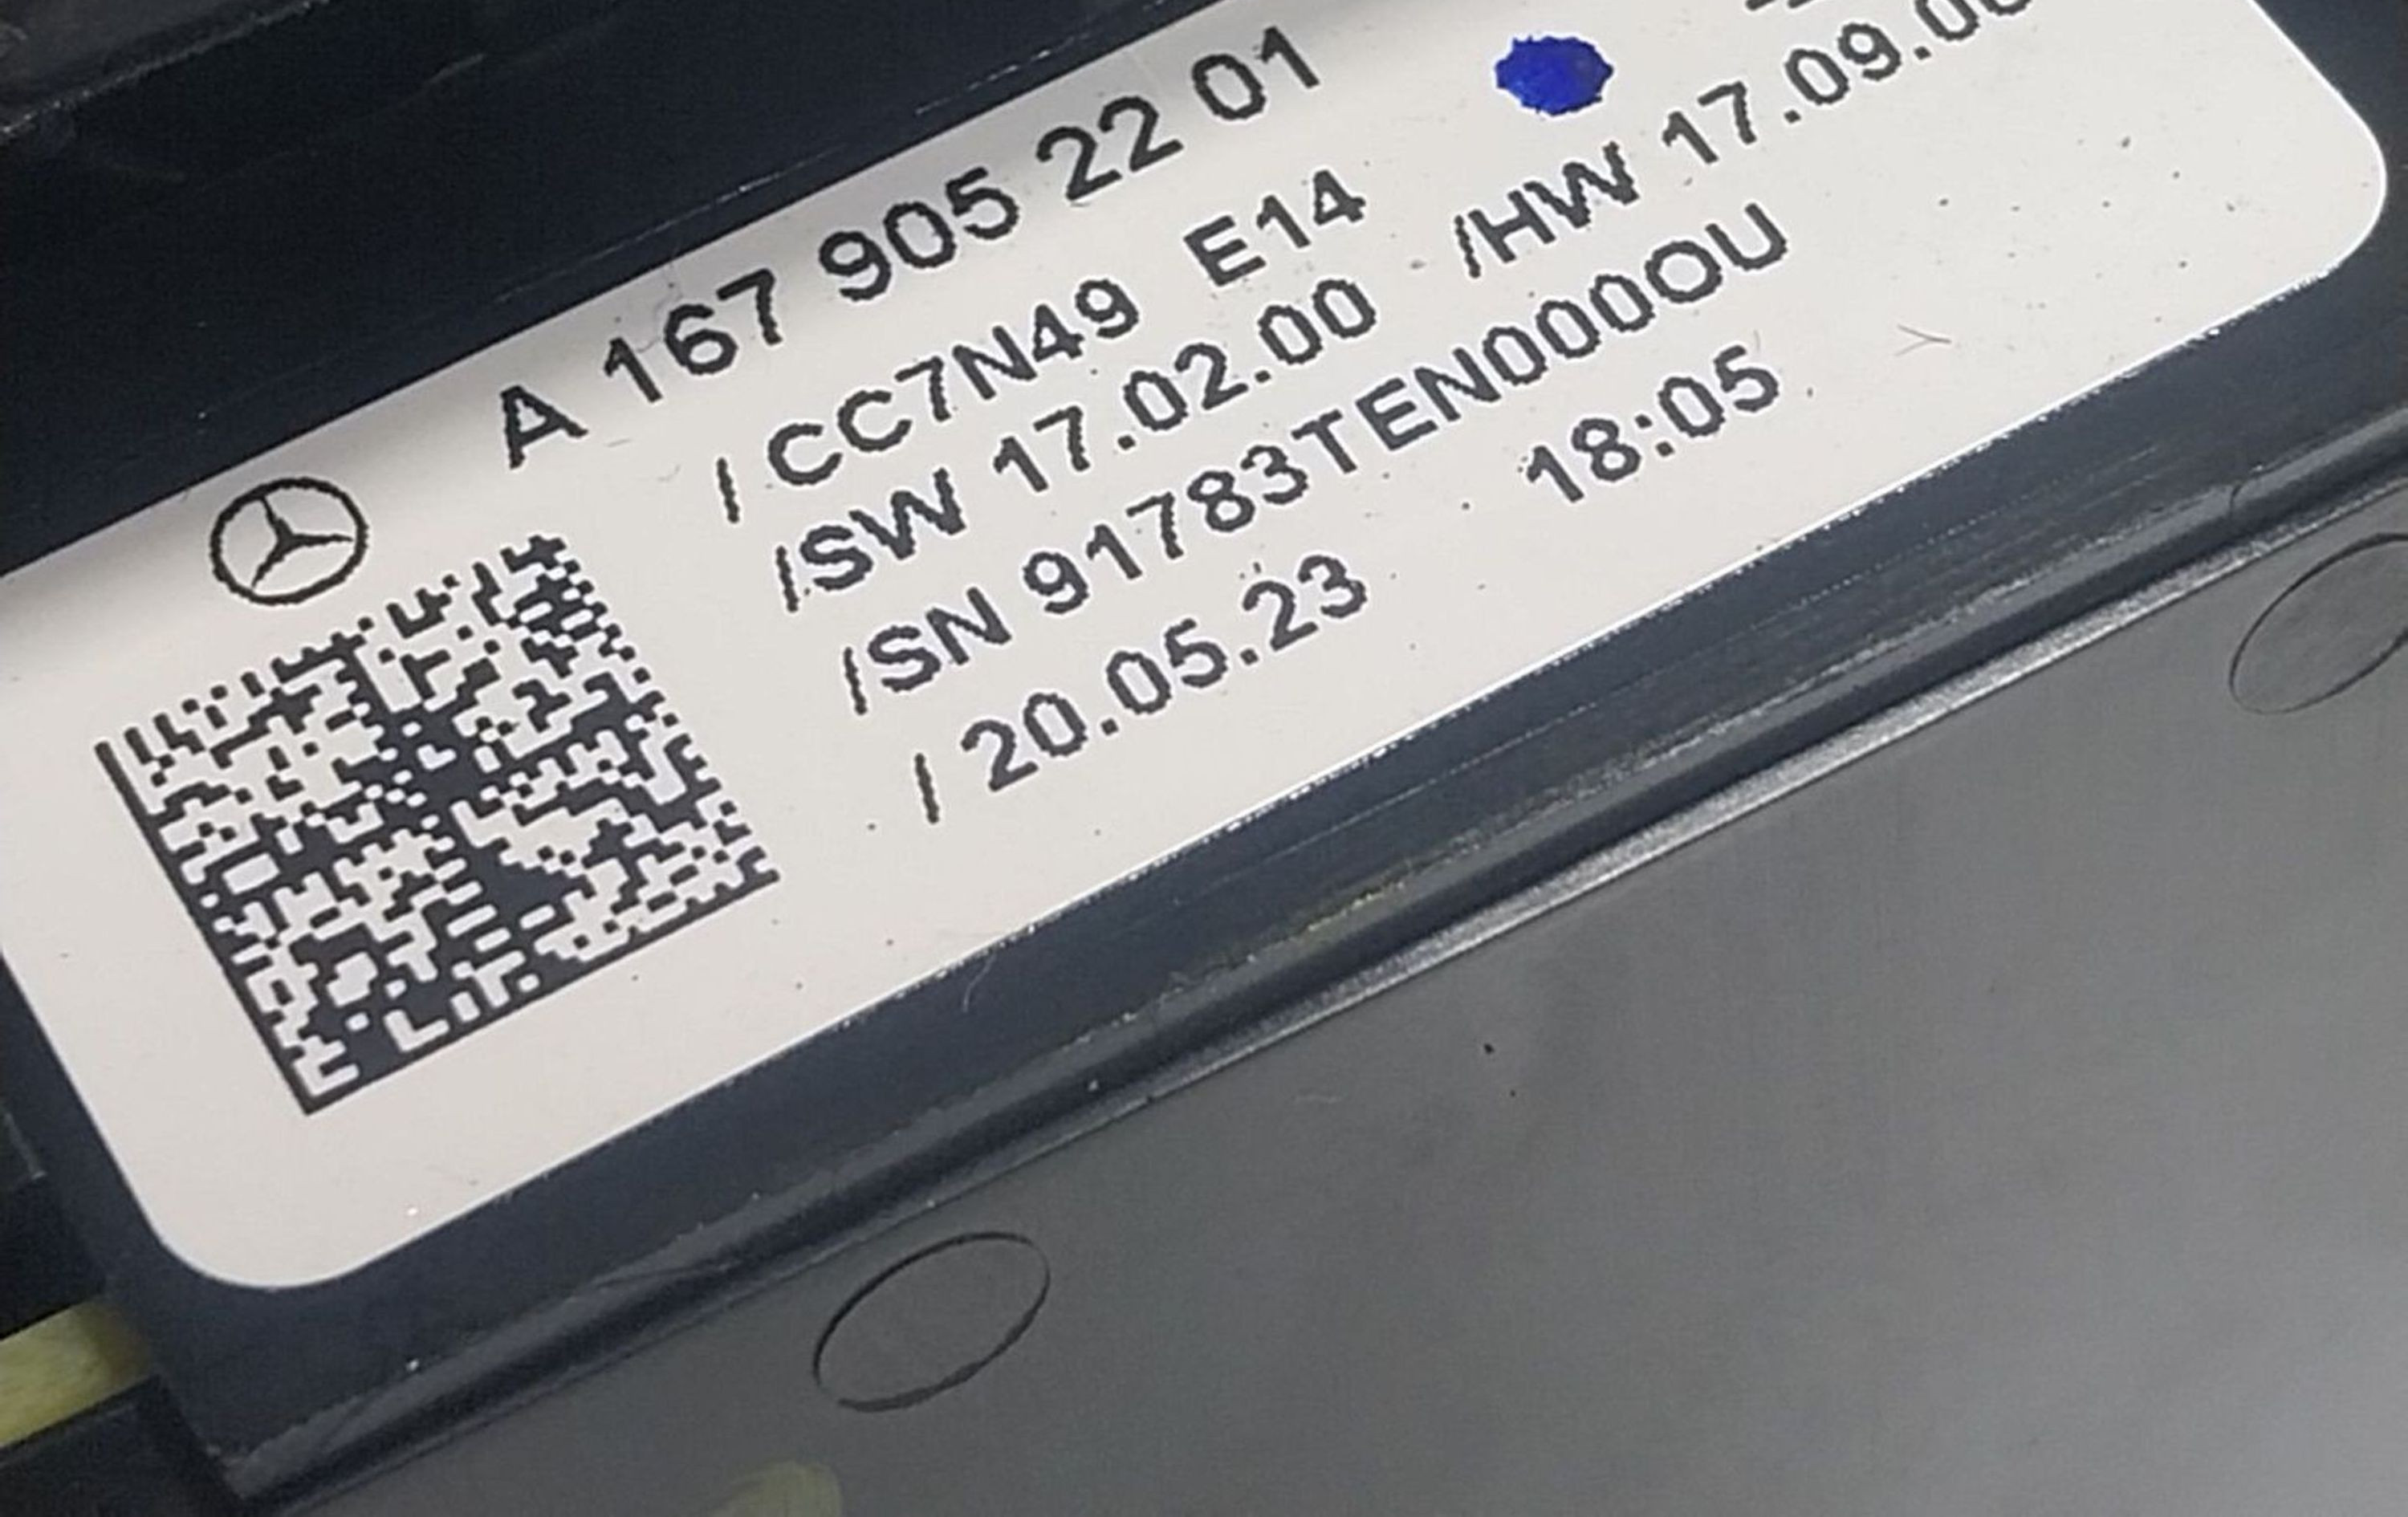 A 167 905 22 01
/ CC7N49 E14
/SW 17.02.00 /HW 17.09.00
/SN 91783TEN000OU
/ 20.05.23 18:05